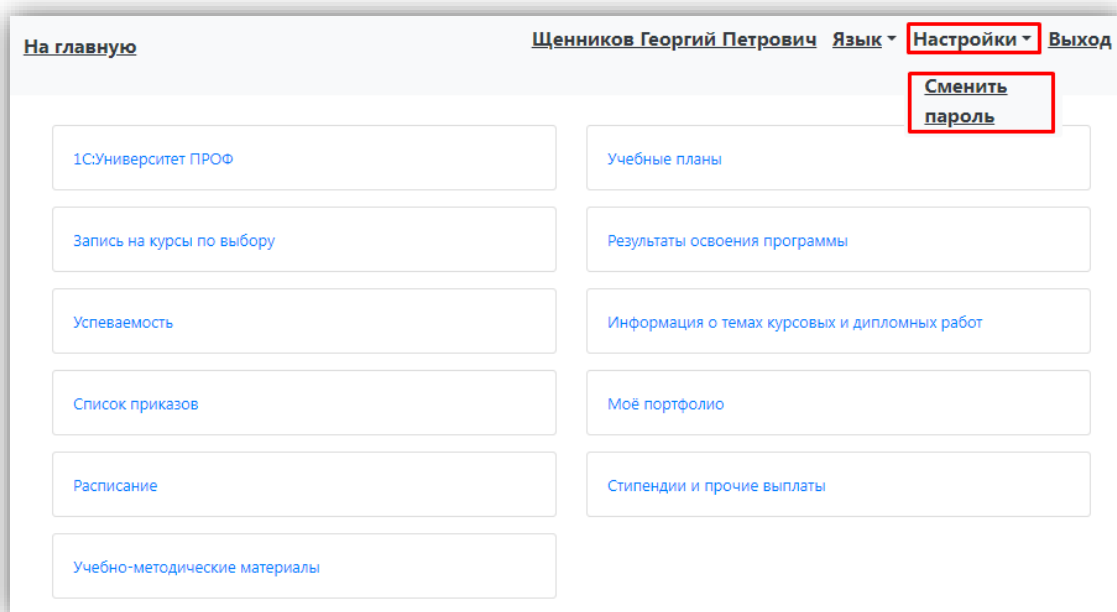 На главную
Щенников Георгий Петрович Язык Настройки Выход
Сменить
пароль
1С:Университет ПРОФ
Учебные планы
Запись на курсы по выбору
Результаты освоения программы
Успеваемость
Информация о темах курсовых и дипломных работ
Список приказов
Моё портфолио
Расписание
Стипендии и прочие выплаты
Учебно-методические материалы